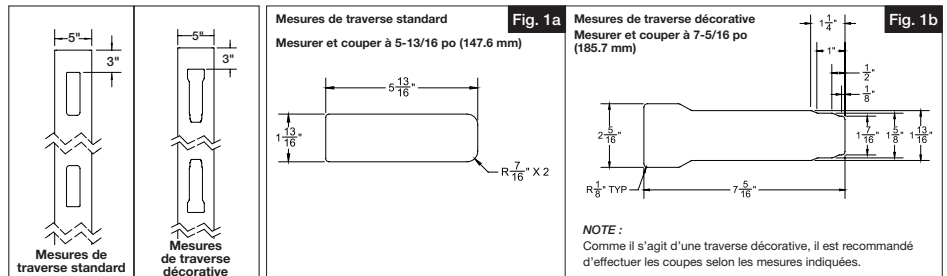 5"
3"
Mesures de
traverse standard
5"
3"
Mesures
de traverse
décorative
Mesures de traverse standard
Fig. 1a
Mesurer et couper à 5-13/16 po (147.6 mm)
5 13/16"
1 13/16"
R 7/16" X 2
Mesures de traverse décorative
Fig. 1b
Mesurer et couper à 7-5/16 po
(185.7 mm)
1 1/4"
1"
1/2"
1/8"
2 5/16"
1 7/16"
1 5/8"
1 13/16"
R 1/8" TYP
7 5/16"
NOTE :
Comme il s'agit d'une traverse décorative, il est recommandé
d'effectuer les coupes selon les mesures indiquées.